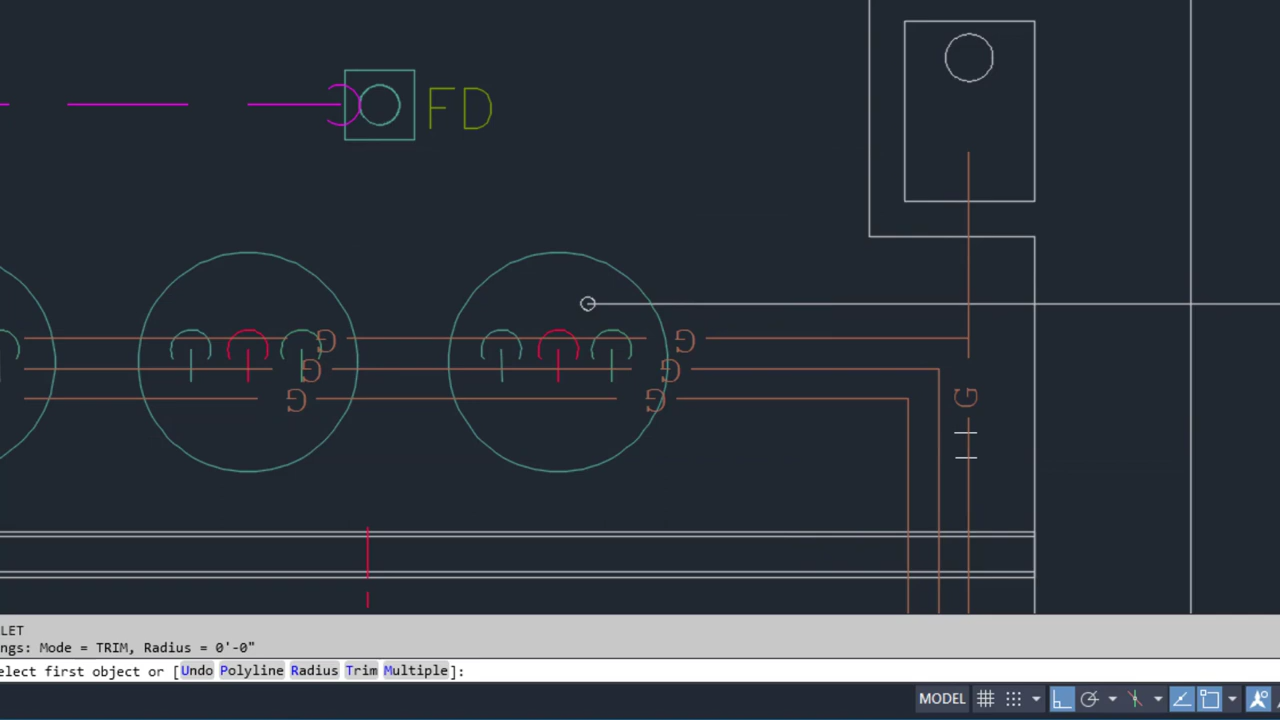 FD
G
G
G
G
G
G
G
LET
ngs: Mode = TRIM, Radius = 0'-0"
elect first object or [Undo Polyline Radius Trim Multiple]:
MODEL